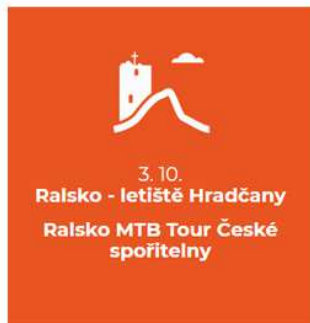 3. 10.
Ralsko - letiště Hradčany
Ralsko MTB Tour České
spořitelny